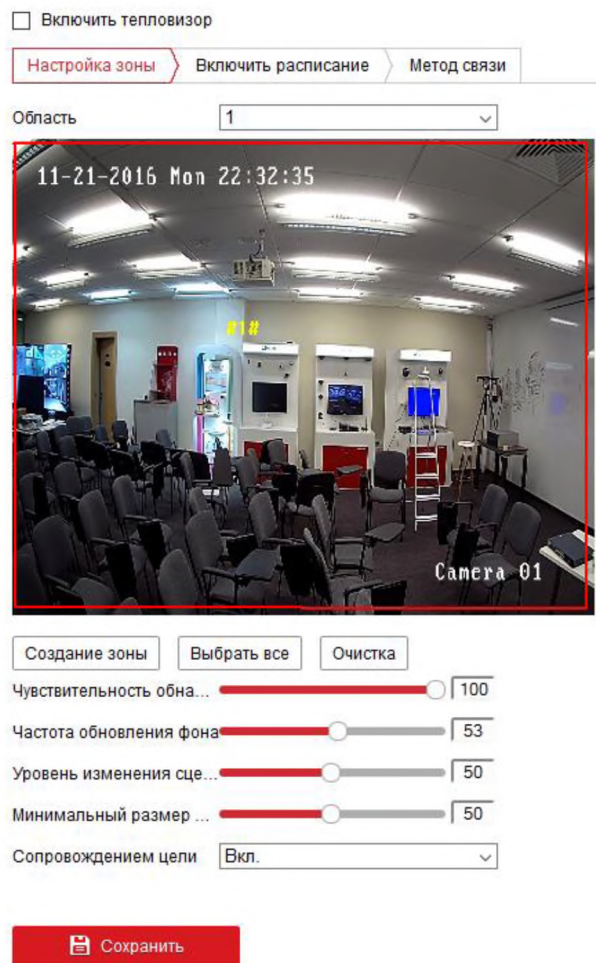 Включить тепловизор
Настройка зоны Включить расписание Метод связи
Область 1
11-21-2016 Mon 22:32:35
#1#
Camera 01
Создание зоны Выбрать все Очистка
Чувствительность обна... 100
Частота обновления фона 53
Уровень изменения сце... 50
Минимальный размер ... 50
Сопровождением цели Вкл.
Сохранить